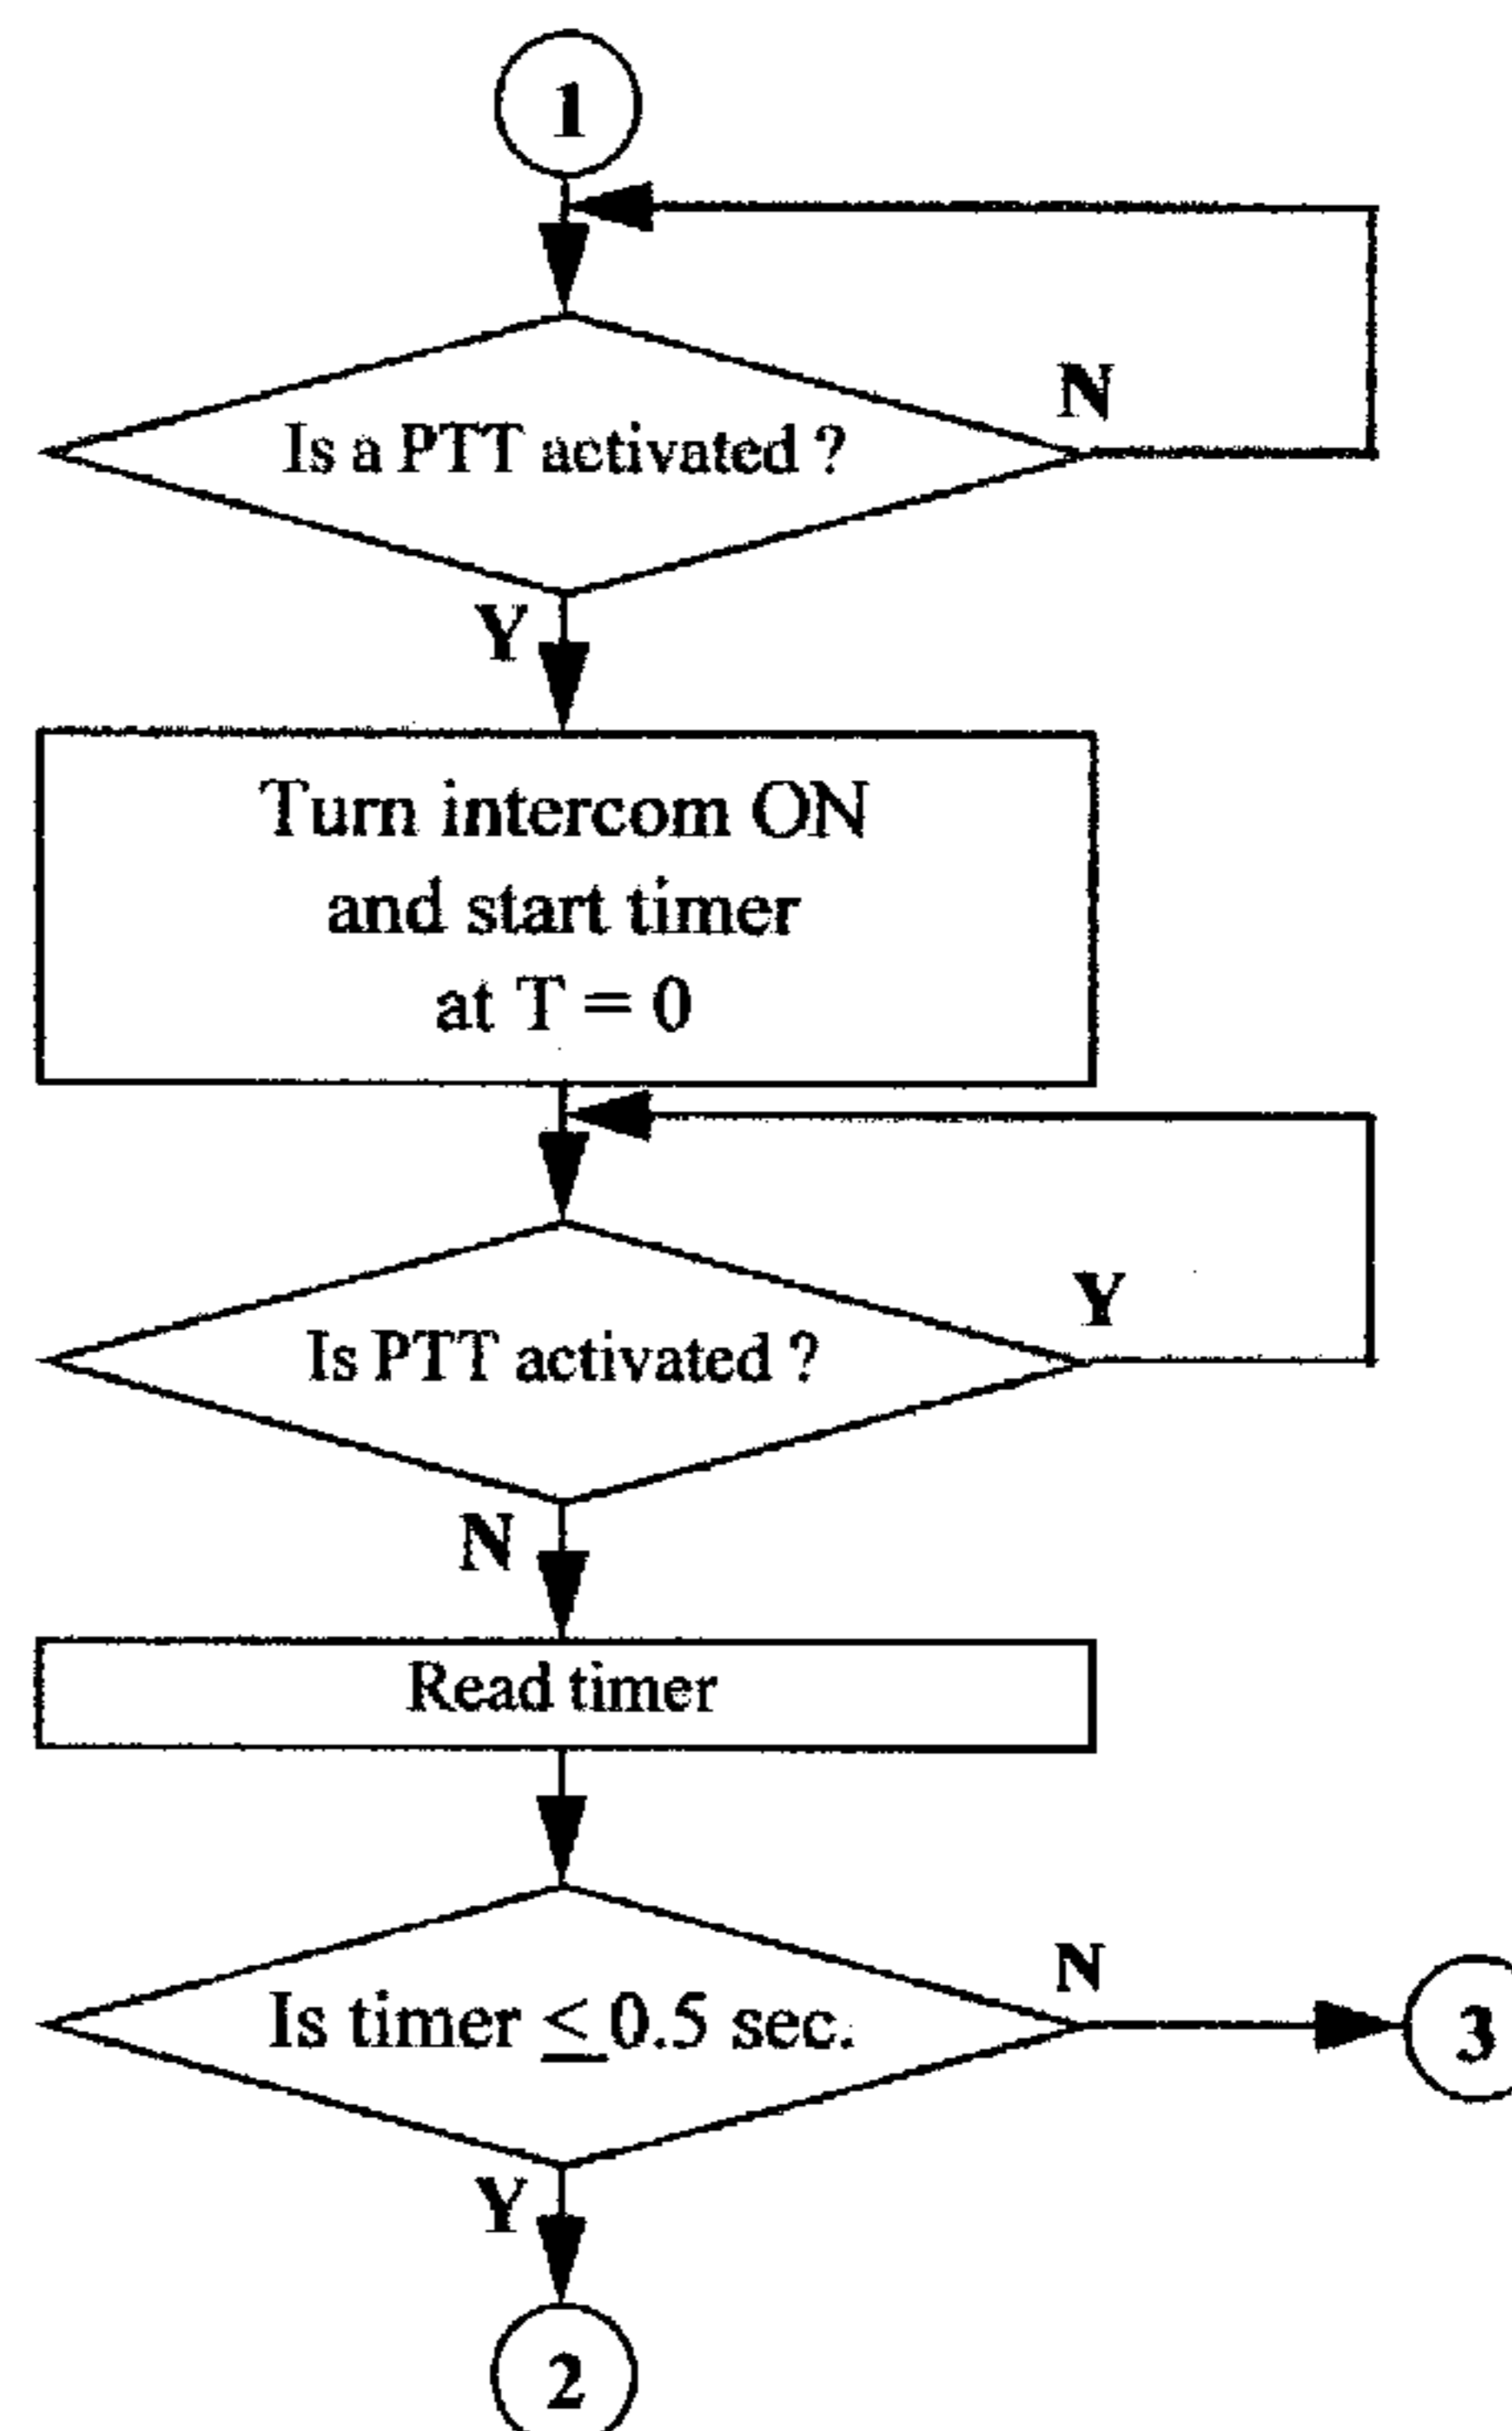 1
Is a PTT activated ?
N
Y
Turn intercom ON
and start timer
at T = 0
Is PTT activated ?
Y
N
Read timer
Is timer ≤ 0.5 sec.
N
3
Y
2